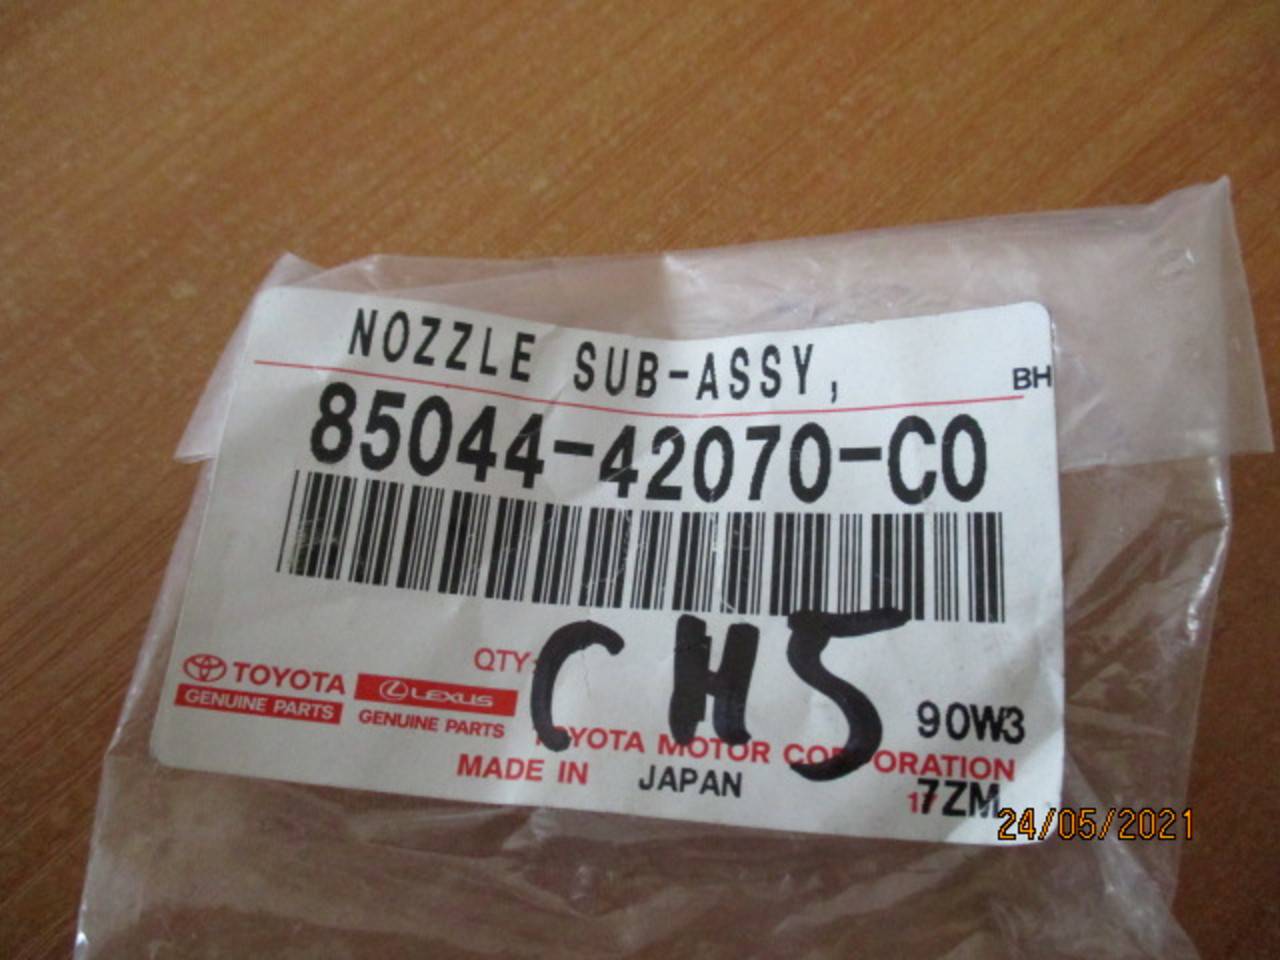 NOZZLE SUB-ASSY,
BH
85044-42070-C0
QTY:
CH5
TOYOTA
GENUINE PARTS
LEXUS
GENUINE PARTS
90W3
TOYOTA MOTOR CORPORATION
MADE IN JAPAN
17
7ZM
24/05/2021